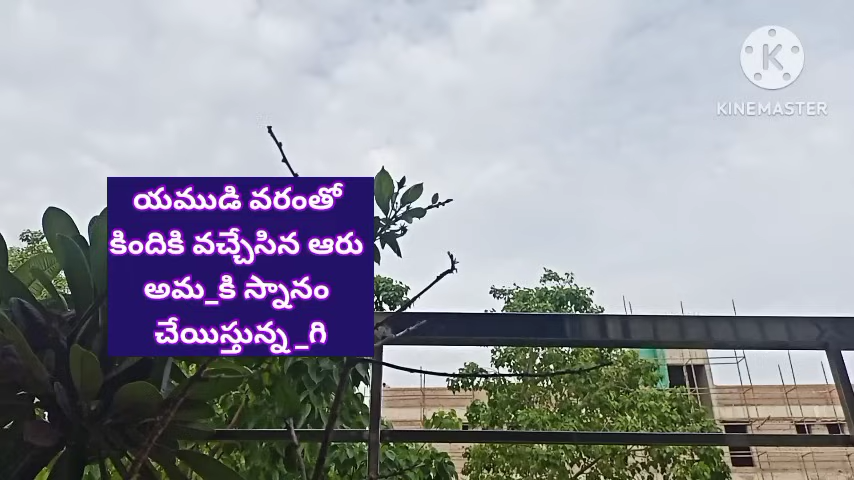 KINEMASTER
యముడి వరంతో
కిందికి వచ్చేసిన ఆరు
అమ_కి స్నానం
చేయిస్తున్న_గి